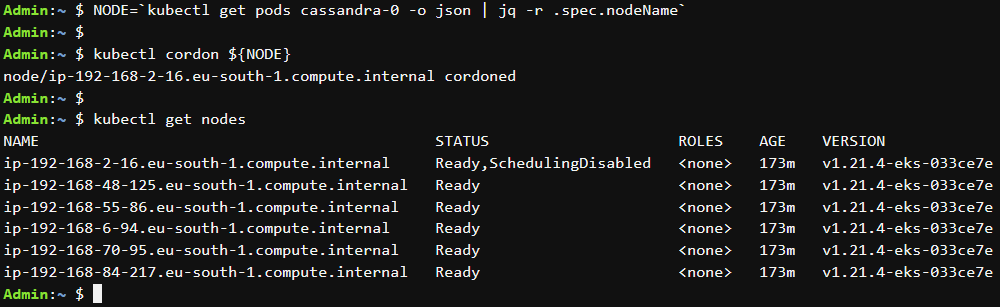 Admin:~ $ NODE=`kubectl get pods cassandra-0 -o json | jq -r .spec.nodeName`
Admin:~ $
Admin:~ $ kubectl cordon ${NODE}
node/ip-192-168-2-16.eu-south-1.compute.internal cordoned
Admin:~ $
Admin:~ $ kubectl get nodes
NAME STATUS ROLES AGE VERSION
ip-192-168-2-16.eu-south-1.compute.internal Ready,SchedulingDisabled <none> 173m v1.21.4-eks-033ce7e
ip-192-168-48-125.eu-south-1.compute.internal Ready <none> 173m v1.21.4-eks-033ce7e
ip-192-168-55-86.eu-south-1.compute.internal Ready <none> 173m v1.21.4-eks-033ce7e
ip-192-168-6-94.eu-south-1.compute.internal Ready <none> 173m v1.21.4-eks-033ce7e
ip-192-168-70-95.eu-south-1.compute.internal Ready <none> 173m v1.21.4-eks-033ce7e
ip-192-168-84-217.eu-south-1.compute.internal Ready <none> 173m v1.21.4-eks-033ce7e
Admin:~ $